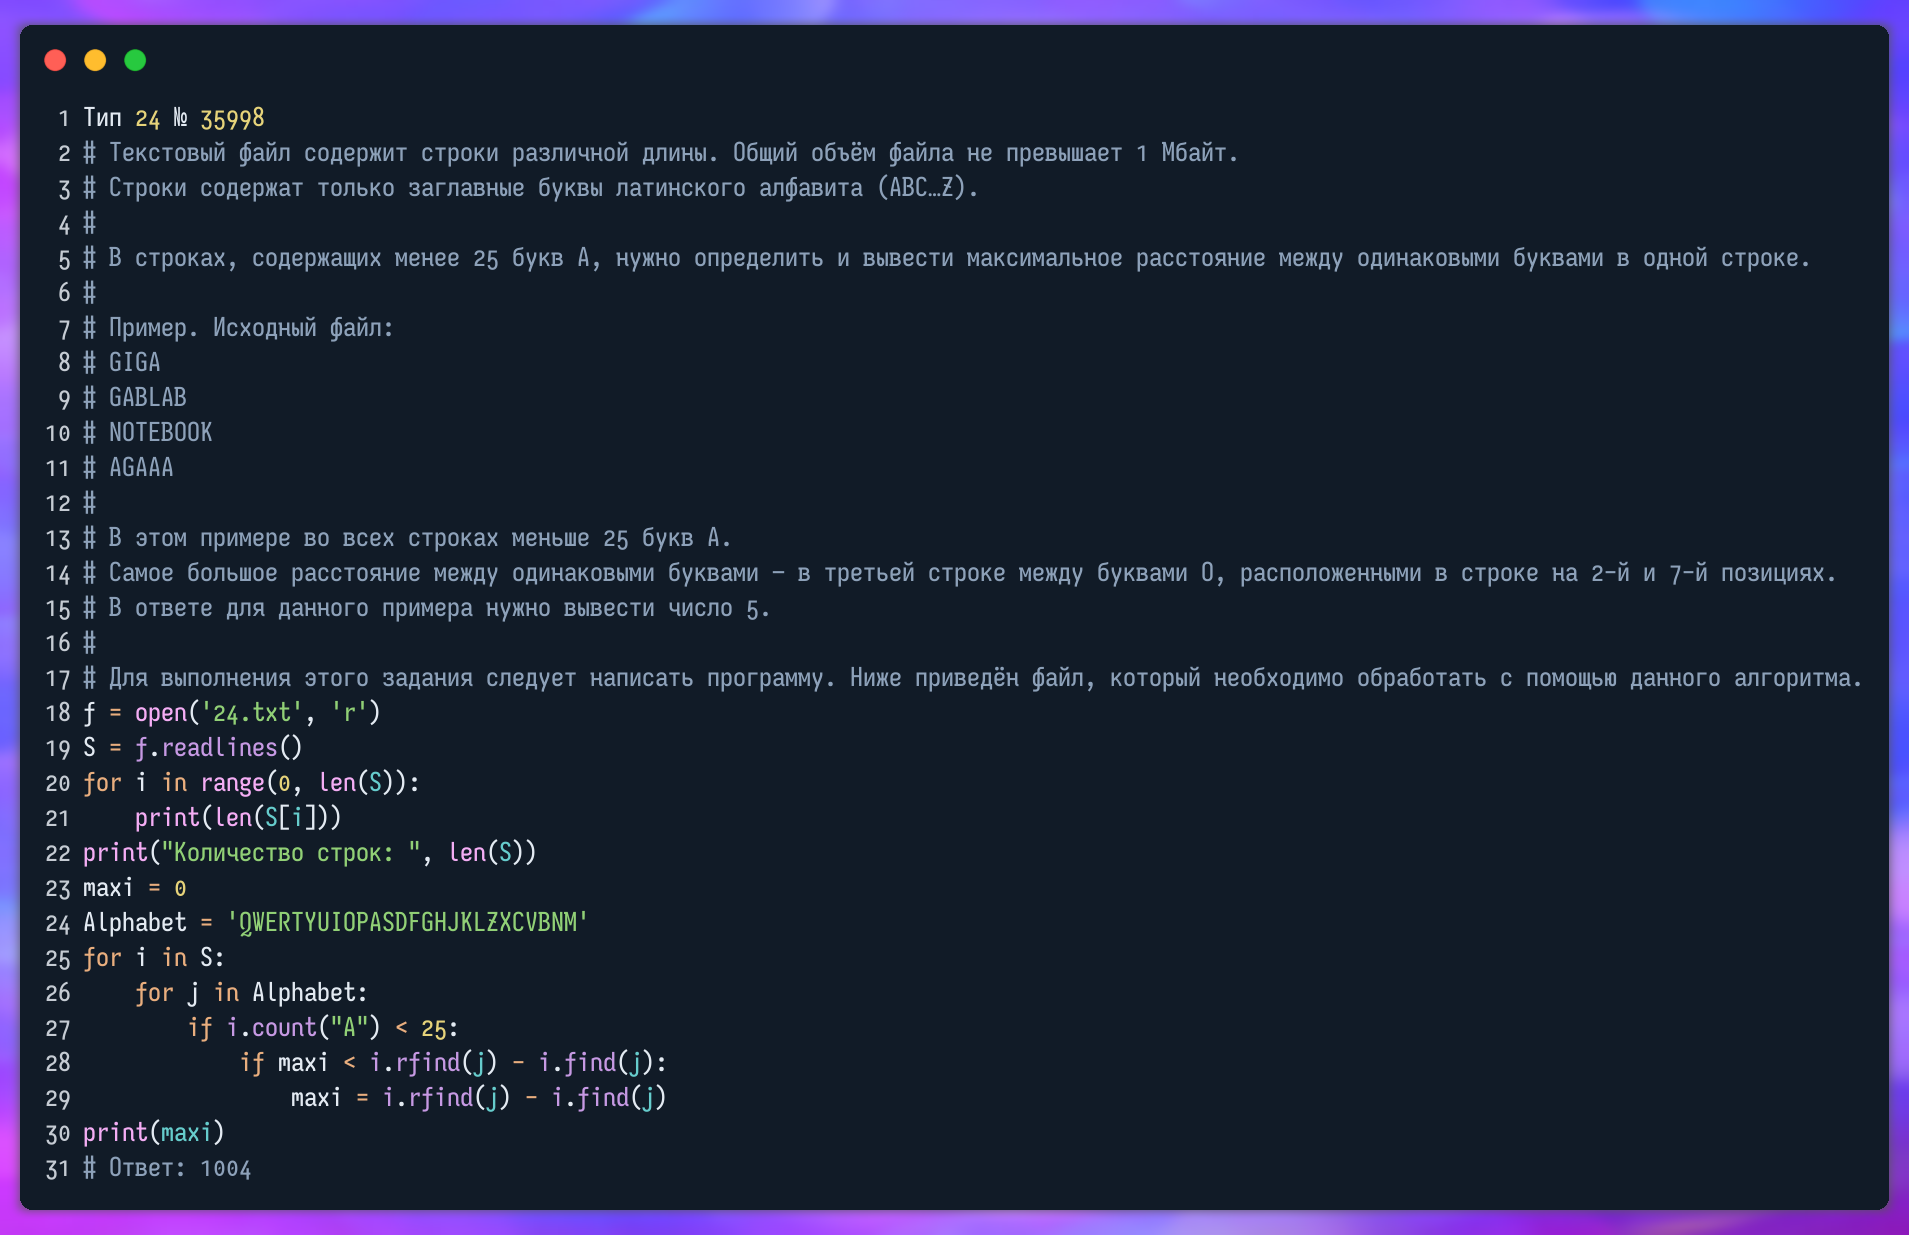 1 Тип 24 № 35998
2 # Текстовый файл содержит строки различной длины. Общий объём файла не превышает 1 Мбайт.
3 # Строки содержат только заглавные буквы латинского алфавита (ABC…Z).
4 #
5 # В строках, содержащих менее 25 букв A, нужно определить и вывести максимальное расстояние между одинаковыми буквами в одной строке.
6 #
7 # Пример. Исходный файл:
8 # GIGA
9 # GABLAB
10 # NOTEBOOK
11 # AGAAA
12 #
13 # В этом примере во всех строках меньше 25 букв A.
14 # Самое большое расстояние между одинаковыми буквами — в третьей строке между буквами O, расположенными в строке на 2-й и 7-й позициях.
15 # В ответе для данного примера нужно вывести число 5.
16 #
17 # Для выполнения этого задания следует написать программу. Ниже приведён файл, который необходимо обработать с помощью данного алгоритма.
18 f = open('24.txt', 'r')
19 S = f.readlines()
20 for i in range(0, len(S)):
21     print(len(S[i]))
22 print("Количество строк: ", len(S))
23 maxi = 0
24 Alphabet = 'QWERTYUIOPASDFGHJKLZXCVBNM'
25 for i in S:
26     for j in Alphabet:
27         if i.count("A") < 25:
28             if maxi < i.rfind(j) - i.find(j):
29                 maxi = i.rfind(j) - i.find(j)
30 print(maxi)
31 # Ответ: 1004